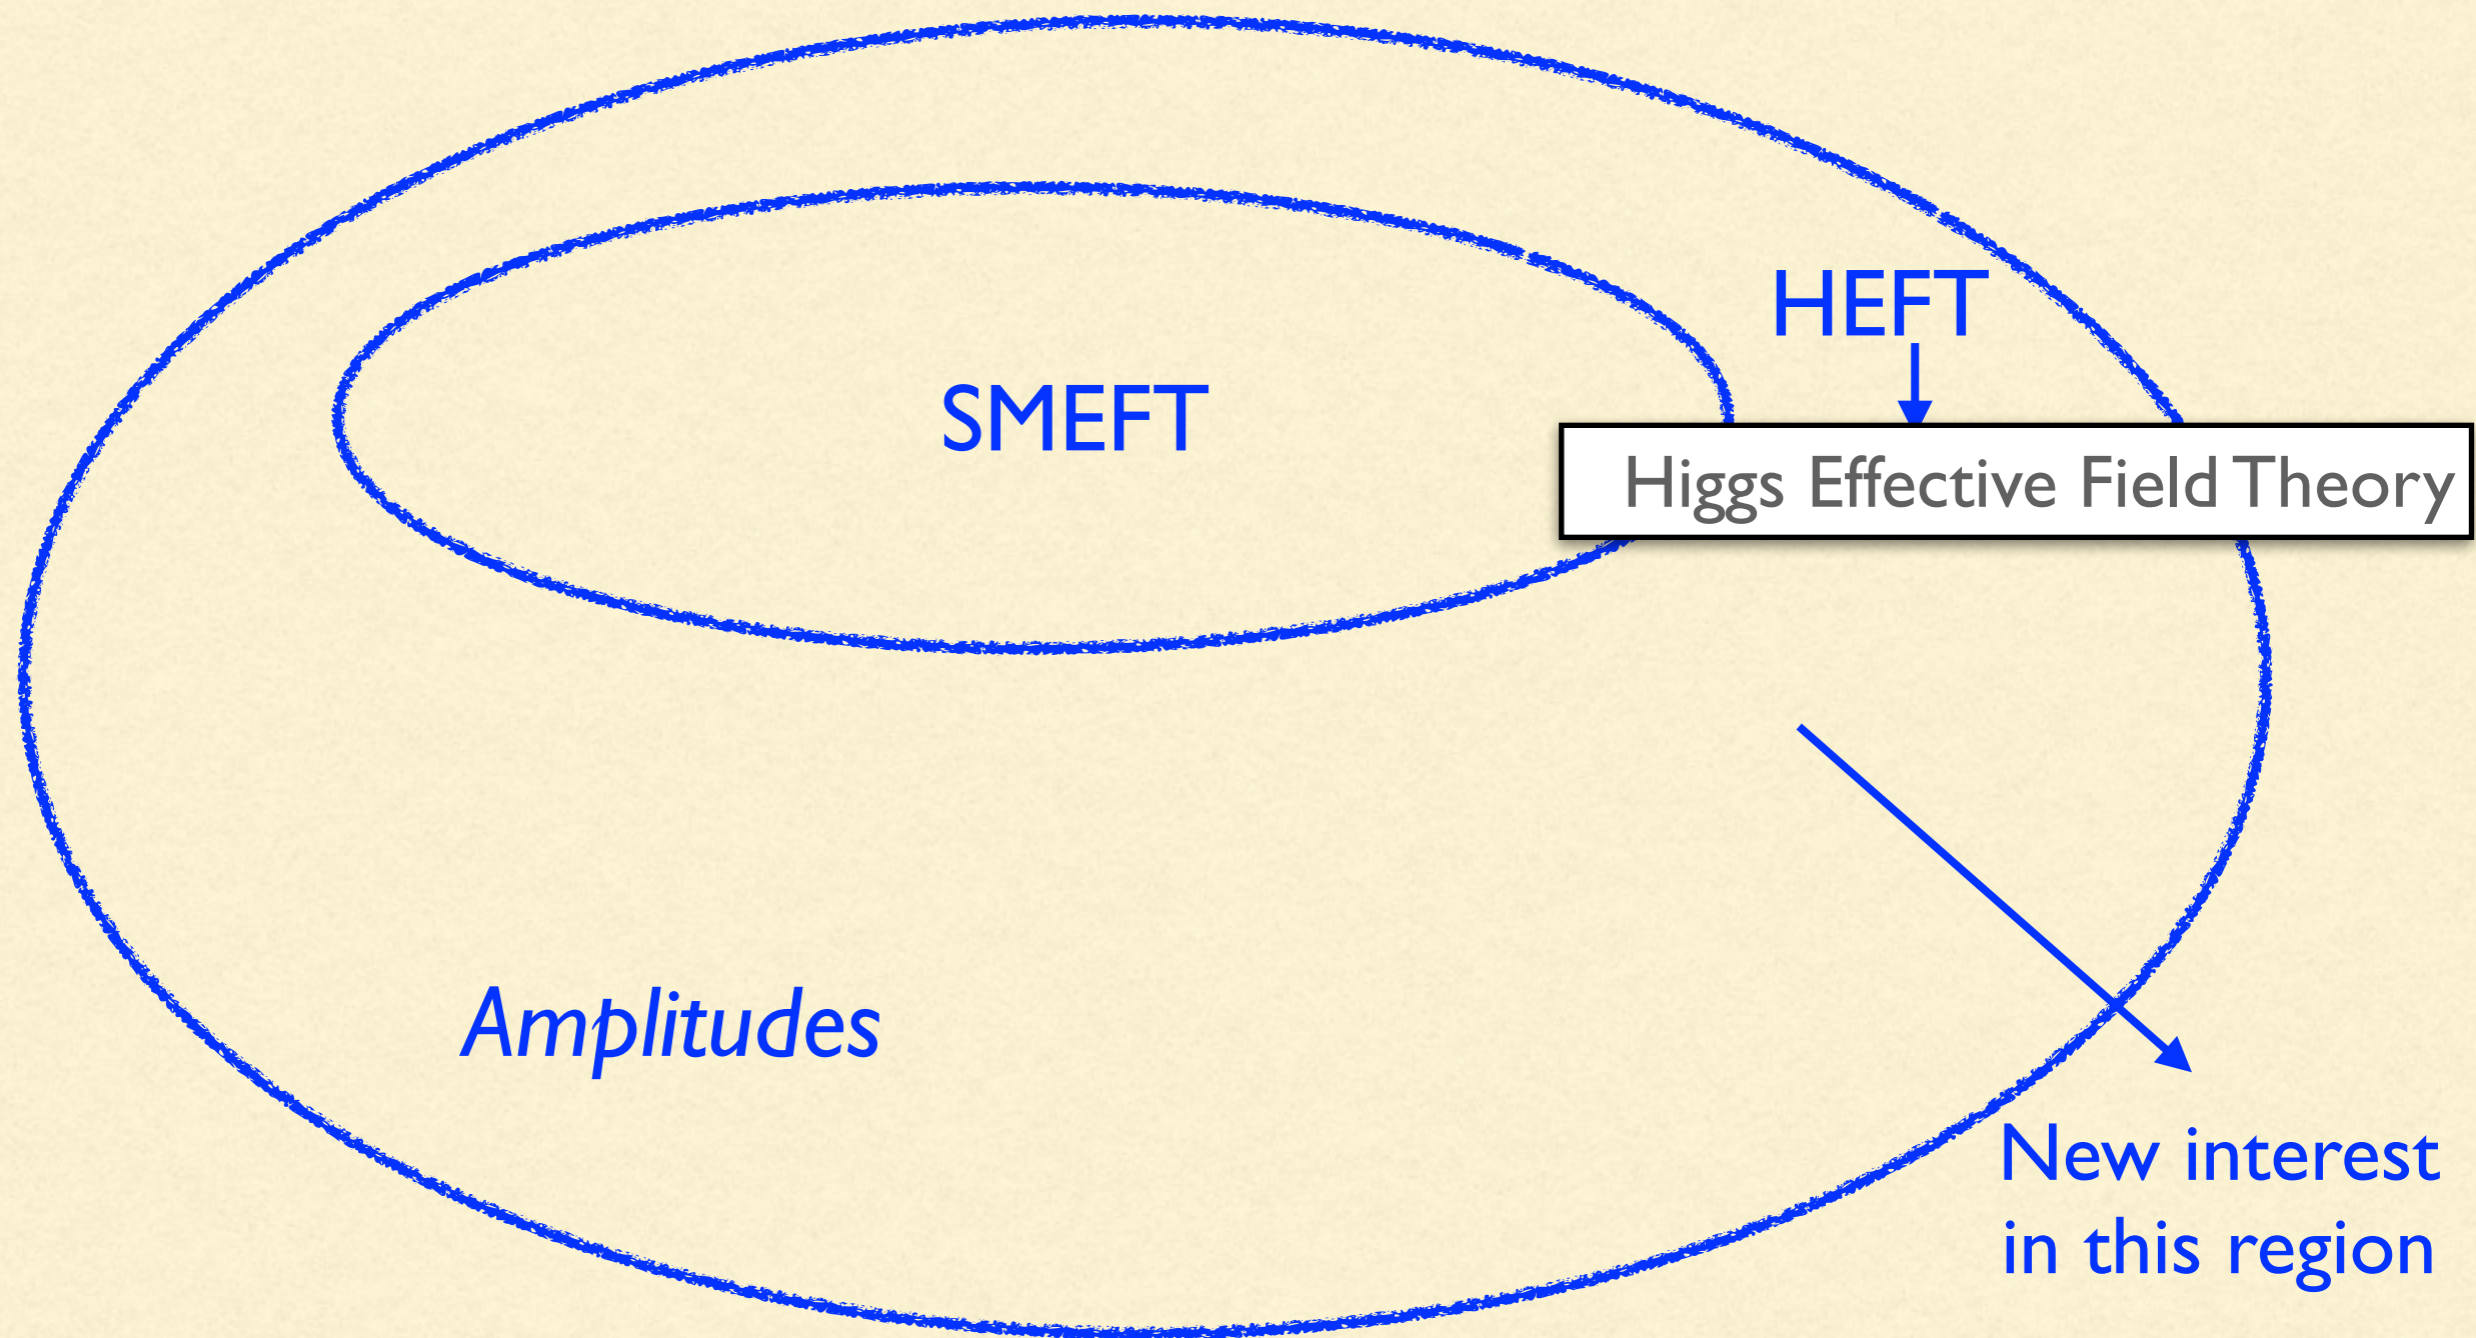 HEFT
SMEFT
Higgs Effective Field Theory
Amplitudes
New interest
in this region